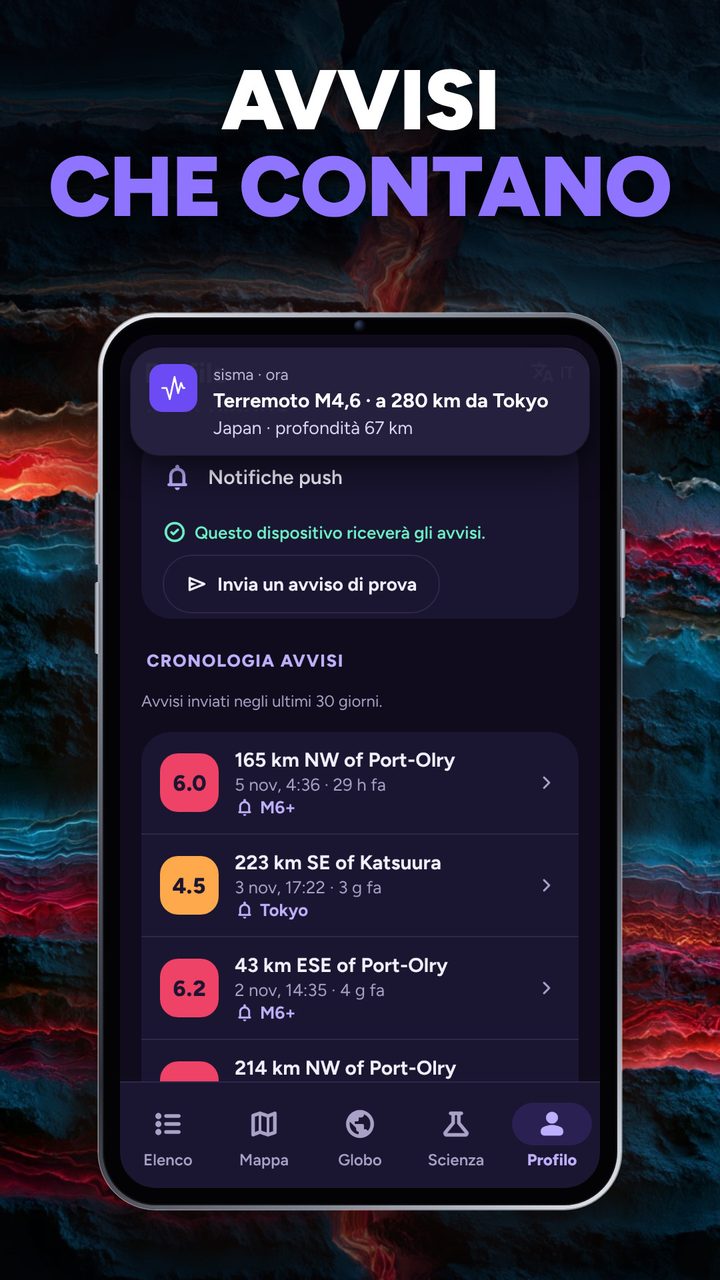 AVVISI
CHE CONTANO
sisma · ora
Terremoto M4,6 · a 280 km da Tokyo
Japan · profondità 67 km
Notifiche push
Questo dispositivo riceverà gli avvisi.
Invia un avviso di prova
CRONOLOGIA AVVISI
Avvisi inviati negli ultimi 30 giorni.
6.0
165 km NW of Port-Olry
5 nov, 4:36 · 29 h fa
M6+
4.5
223 km SE of Katsuura
3 nov, 17:22 · 3 g fa
Tokyo
6.2
43 km ESE of Port-Olry
2 nov, 14:35 · 4 g fa
M6+
214 km NW of Port-Olry
Elenco
Mappa
Globo
Scienza
Profilo